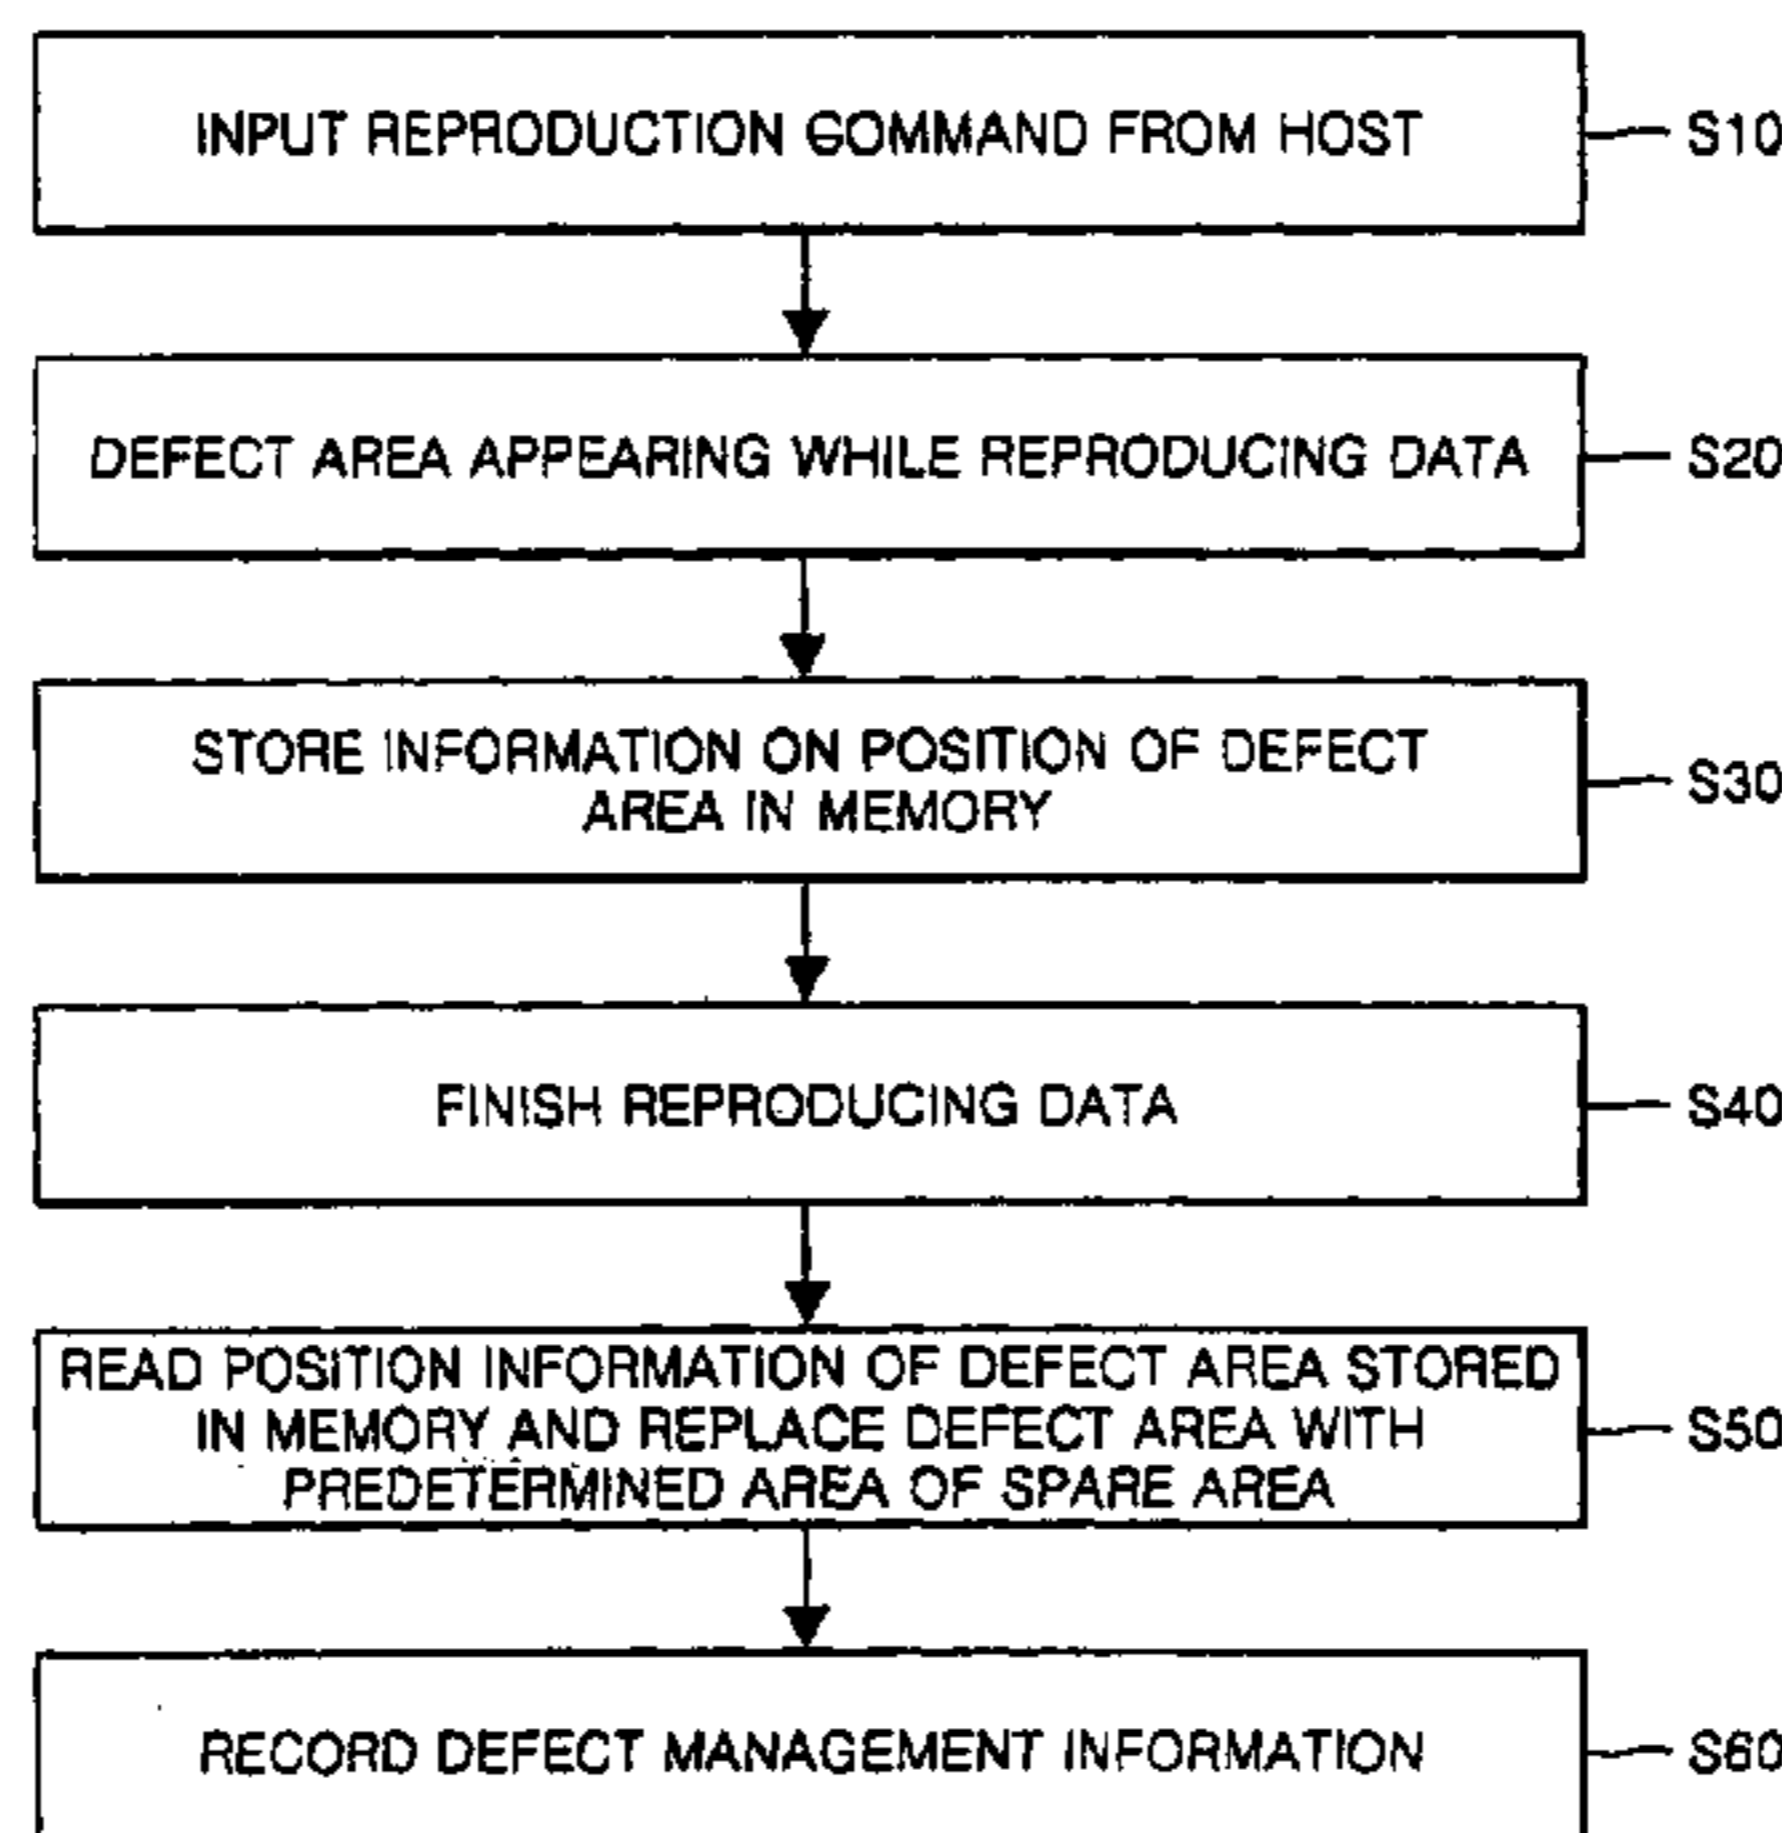 INPUT REPRODUCTION COMMAND FROM HOST
S10
DEFECT AREA APPEARING WHILE REPRODUCING DATA
S20
STORE INFORMATION ON POSITION OF DEFECT
AREA IN MEMORY
S30
FINISH REPRODUCING DATA
S40
READ POSITION INFORMATION OF DEFECT AREA STORED
IN MEMORY AND REPLACE DEFECT AREA WITH
PREDETERMINED AREA OF SPARE AREA
S50
RECORD DEFECT MANAGEMENT INFORMATION
S60